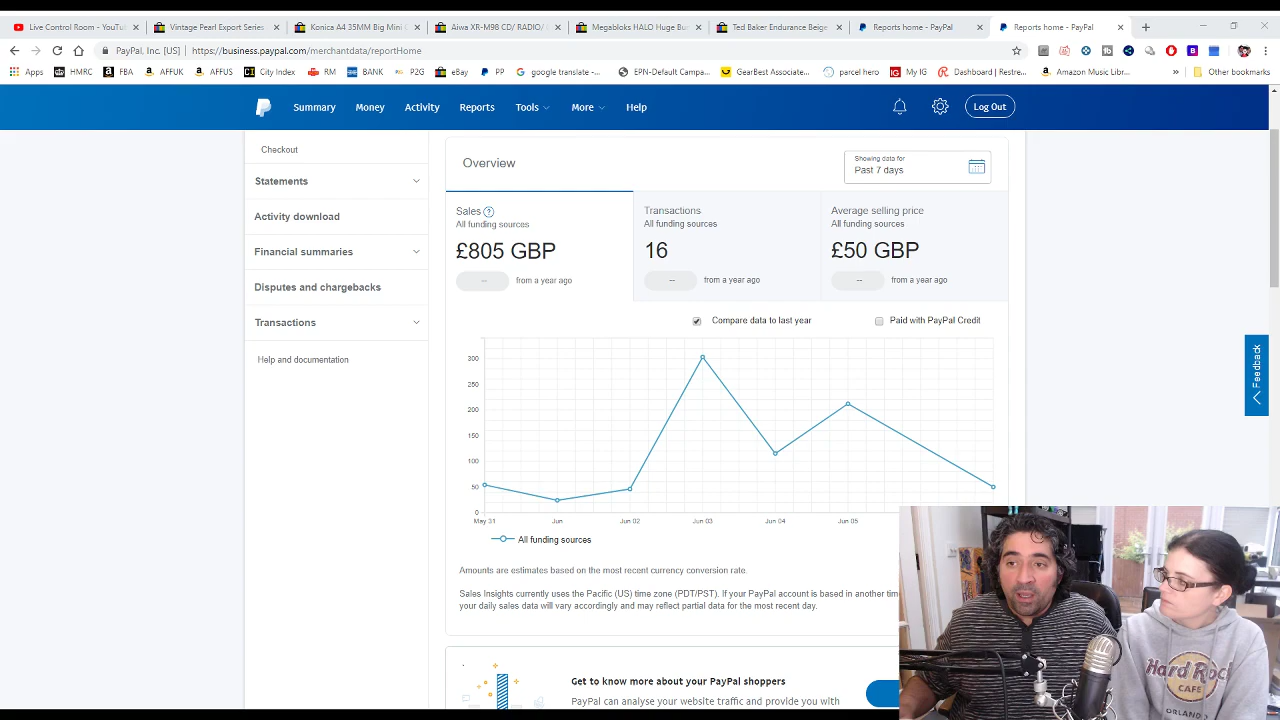 Live Control Room - YouTu
Vintage Pearl Export Series
Konica A4 35MM Big Mini C
Aiwa XR-M98 CD/ RADIO/
Megabloks HALO Huge Bu
Ted Baker Endurance Beige
Reports home - PayPal
Reports home - PayPal
PayPal, Inc. [US]
https://business.paypal.com/merchantdata/reportHome
Apps
HMRC
FBA
AFFUK
AFFUS
City Index
RM
BANK
P2G
eBay
PP
google translate -...
EPN-Default Campa...
GearBest Associate...
parcel hero
My IG
Dashboard | Restre...
Amazon Music Libr...
»
Other bookmarks
Summary
Money
Activity
Reports
Tools
More
Help
Log Out
Checkout
Statements
Activity download
Financial summaries
Disputes and chargebacks
Transactions
Help and documentation
Overview
Showing data for
Past 7 days
Sales ?
All funding sources
£805 GBP
-- from a year ago
Transactions
All funding sources
16
-- from a year ago
Average selling price
All funding sources
£50 GBP
-- from a year ago
Compare data to last year
Paid with PayPal Credit
300
250
200
150
100
50
0
May 31
Jun
Jun 02
Jun 03
Jun 04
Jun 05
All funding sources
Amounts are estimates based on the most recent currency conversion rate.
Sales Insights currently uses the Pacific (US) time zone (PDT/PST). If your PayPal account is based in another time
your daily sales data will vary accordingly and may reflect partial data for the most recent day.
Get to know more about your PayPal shoppers
PayPal can analyse your website traffic and provide you with
Feedback
Hard Rock
CAFE
ORLANDO